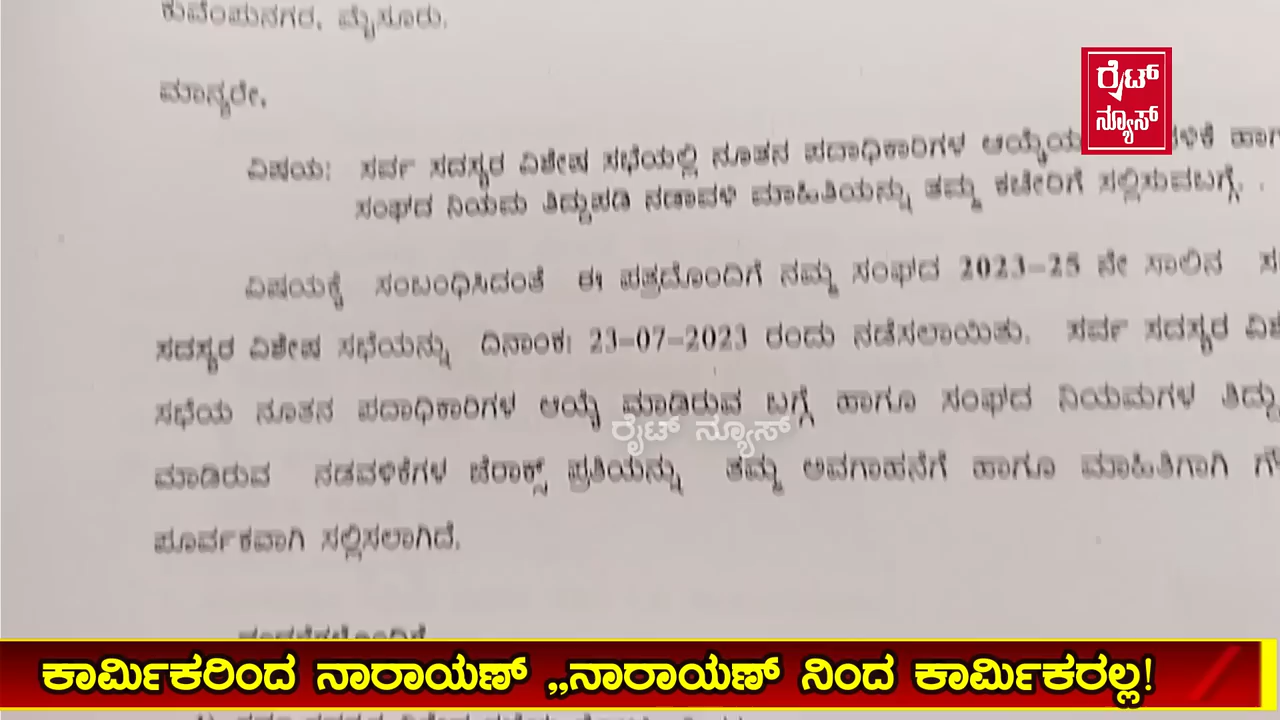 ಕುವೆಂಪುನಗರ, ಮೈಸೂರು.
ರೈಟ್
ನ್ಯೂಸ್
ಮಾನ್ಯರೇ,
ವಿಷಯ: ಸರ್ವ ಸದಸ್ಯರ ವಿಶೇಷ ಸಭೆಯಲ್ಲಿ ನೂತನ ಪದಾಧಿಕಾರಿಗಳ
ಸಂಘದ ನಿಯಮ ತಿದ್ದುಪಡಿ ನಡಾವಳಿ ಮಾಹಿತಿಯನ್ನು ತಮ್ಮ ಕಚೇರಿಗೆ ಸಲ್ಲಿಸುವಬಗ್ಗೆ.
ವಿಷಯಕ್ಕೆ ಸಂಬಂಧಿಸಿದಂತೆ ಈ ಪತ್ರದೊಂದಿಗೆ ನಮ್ಮ ಸಂಘದ 2023-25 ನೇ ಸಾಲಿನ
ಸದಸ್ಯರ ವಿಶೇಷ ಸಭೆಯನ್ನು ದಿನಾಂಕ: 23-07-2023 ರಂದು ನಡೆಸಲಾಯಿತು. ಸರ್ವ ಸದಸ್ಯರ
ಸಭೆಯ ನೂತನ ಪದಾಧಿಕಾರಿಗಳ ಆಯ್ಕೆ ಮಾಡಿರುವ ಬಗ್ಗೆ ಹಾಗೂ ಸಂಘದ ನಿಯಮಗಳ ತಿದ್ದು
ರೈಟ್ ನ್ಯೂಸ್
ಮಾಡಿರುವ ನಡವಳಿಕೆಗಳ ಜೆರಾಕ್ಸ್ ಪ್ರತಿಯನ್ನು ತಮ್ಮ ಅವಗಾಹನೆಗೆ ಹಾಗೂ ಮಾಹಿತಿಗಾಗಿ
ಪೂರ್ವಕವಾಗಿ ಸಲ್ಲಿಸಲಾಗಿದೆ.
ಕಾರ್ಮಿಕರಿಂದ ನಾರಾಯಣ್ ,,ನಾರಾಯಣ್ ನಿಂದ ಕಾರ್ಮಿಕರಲ್ಲ!